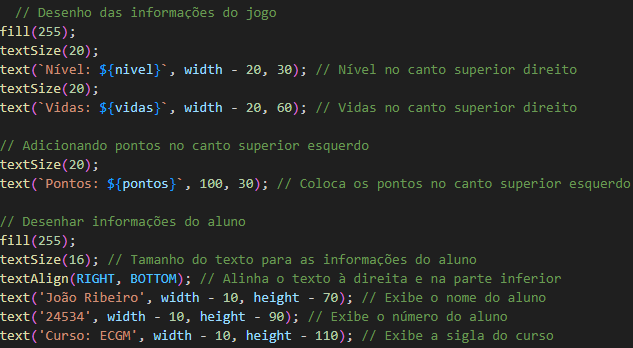 // Desenho das informações do jogo
fill(255);
textSize(20);
text(`Nível: ${nivel}`, width - 20, 30); // Nível no canto superior direito
textSize(20);
text(`Vidas: ${vidas}`, width - 20, 60); // Vidas no canto superior direito
// Adicionando pontos no canto superior esquerdo
textSize(20);
text(`Pontos: ${pontos}`, 100, 30); // Coloca os pontos no canto superior esquerdo
// Desenhar informações do aluno
fill(255);
textSize(16); // Tamanho do texto para as informações do aluno
textAlign(RIGHT, BOTTOM); // Alinha o texto à direita e na parte inferior
text('João Ribeiro', width - 10, height - 70); // Exibe o nome do aluno
text('24534', width - 10, height - 90); // Exibe o número do aluno
text('Curso: ECGM', width - 10, height - 110); // Exibe a sigla do curso